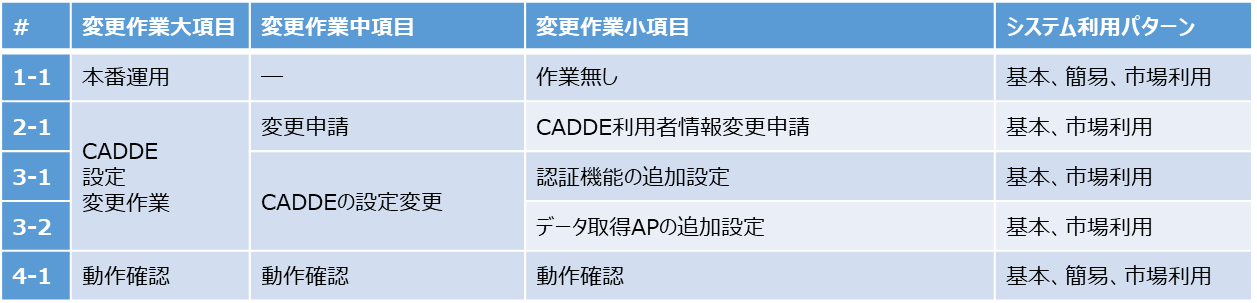 # 変更作業大項目 変更作業中項目 変更作業小項目 システム利用パターン
1-1 本番運用 ― 作業無し 基本、簡易、市場利用
2-1 変更申請 CADDE利用者情報変更申請 基本、市場利用
CADDE
設定
変更作業
3-1 CADDEの設定変更 認証機能の追加設定 基本、市場利用
3-2 データ取得APの追加設定 基本、市場利用
4-1 動作確認 動作確認 動作確認 基本、簡易、市場利用